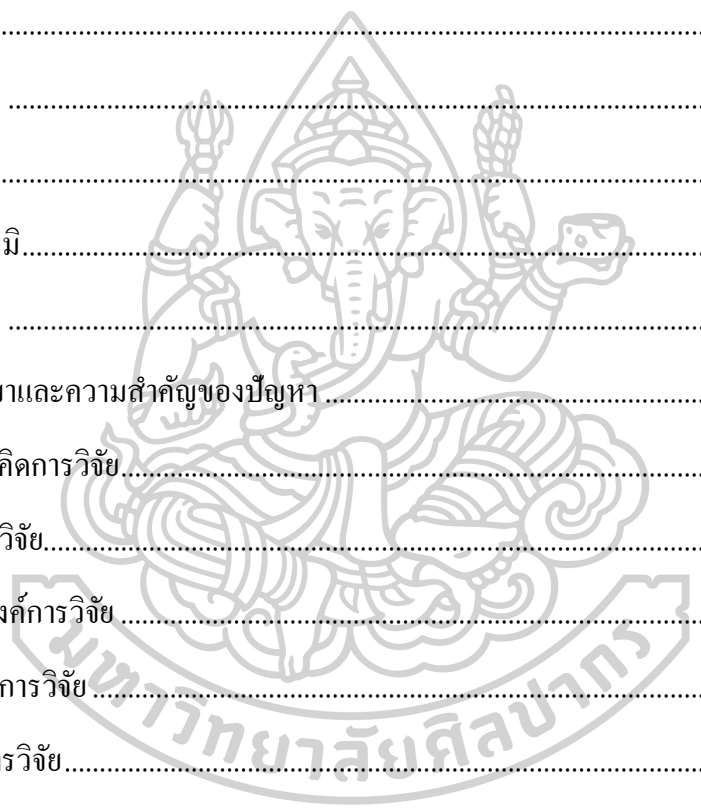 ................................................................................
................................................................................
................................................................................
มิ................................................................................
................................................................................
มาและความสำคัญของปัญหา ................................................................................
คิดการวิจัย................................................................................
วิจัย................................................................................
งค์การวิจัย ................................................................................
การวิจัย ................................................................................
รวิจัย................................................................................
มหาวิทยาลัยศิลปากร